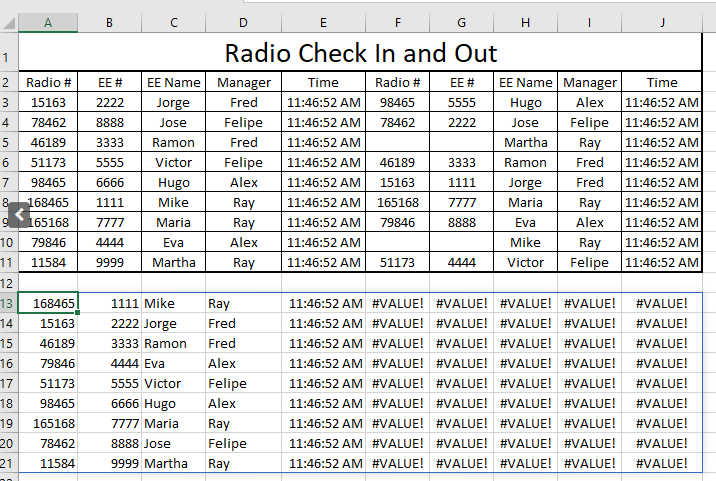 A B C D E F G H I J
1 Radio Check In and Out
2 Radio # EE # EE Name Manager Time Radio # EE # EE Name Manager Time
3 15163 2222 Jorge Fred 11:46:52 AM 98465 5555 Hugo Alex 11:46:52 AM
4 78462 8888 Jose Felipe 11:46:52 AM 78462 2222 Jose Felipe 11:46:52 AM
5 46189 3333 Ramon Fred 11:46:52 AM Martha Ray 11:46:52 AM
6 51173 5555 Victor Felipe 11:46:52 AM 46189 3333 Ramon Fred 11:46:52 AM
7 98465 6666 Hugo Alex 11:46:52 AM 15163 1111 Jorge Fred 11:46:52 AM
8 168465 1111 Mike Ray 11:46:52 AM 165168 7777 Maria Ray 11:46:52 AM
9 165168 7777 Maria Ray 11:46:52 AM 79846 8888 Eva Alex 11:46:52 AM
10 79846 4444 Eva Alex 11:46:52 AM Mike Ray 11:46:52 AM
11 11584 9999 Martha Ray 11:46:52 AM 51173 4444 Victor Felipe 11:46:52 AM
12
13 168465 1111 Mike Ray 11:46:52 AM #VALUE! #VALUE! #VALUE! #VALUE! #VALUE!
14 15163 2222 Jorge Fred 11:46:52 AM #VALUE! #VALUE! #VALUE! #VALUE! #VALUE!
15 46189 3333 Ramon Fred 11:46:52 AM #VALUE! #VALUE! #VALUE! #VALUE! #VALUE!
16 79846 4444 Eva Alex 11:46:52 AM #VALUE! #VALUE! #VALUE! #VALUE! #VALUE!
17 51173 5555 Victor Felipe 11:46:52 AM #VALUE! #VALUE! #VALUE! #VALUE! #VALUE!
18 98465 6666 Hugo Alex 11:46:52 AM #VALUE! #VALUE! #VALUE! #VALUE! #VALUE!
19 165168 7777 Maria Ray 11:46:52 AM #VALUE! #VALUE! #VALUE! #VALUE! #VALUE!
20 78462 8888 Jose Felipe 11:46:52 AM #VALUE! #VALUE! #VALUE! #VALUE! #VALUE!
21 11584 9999 Martha Ray 11:46:52 AM #VALUE! #VALUE! #VALUE! #VALUE! #VALUE!